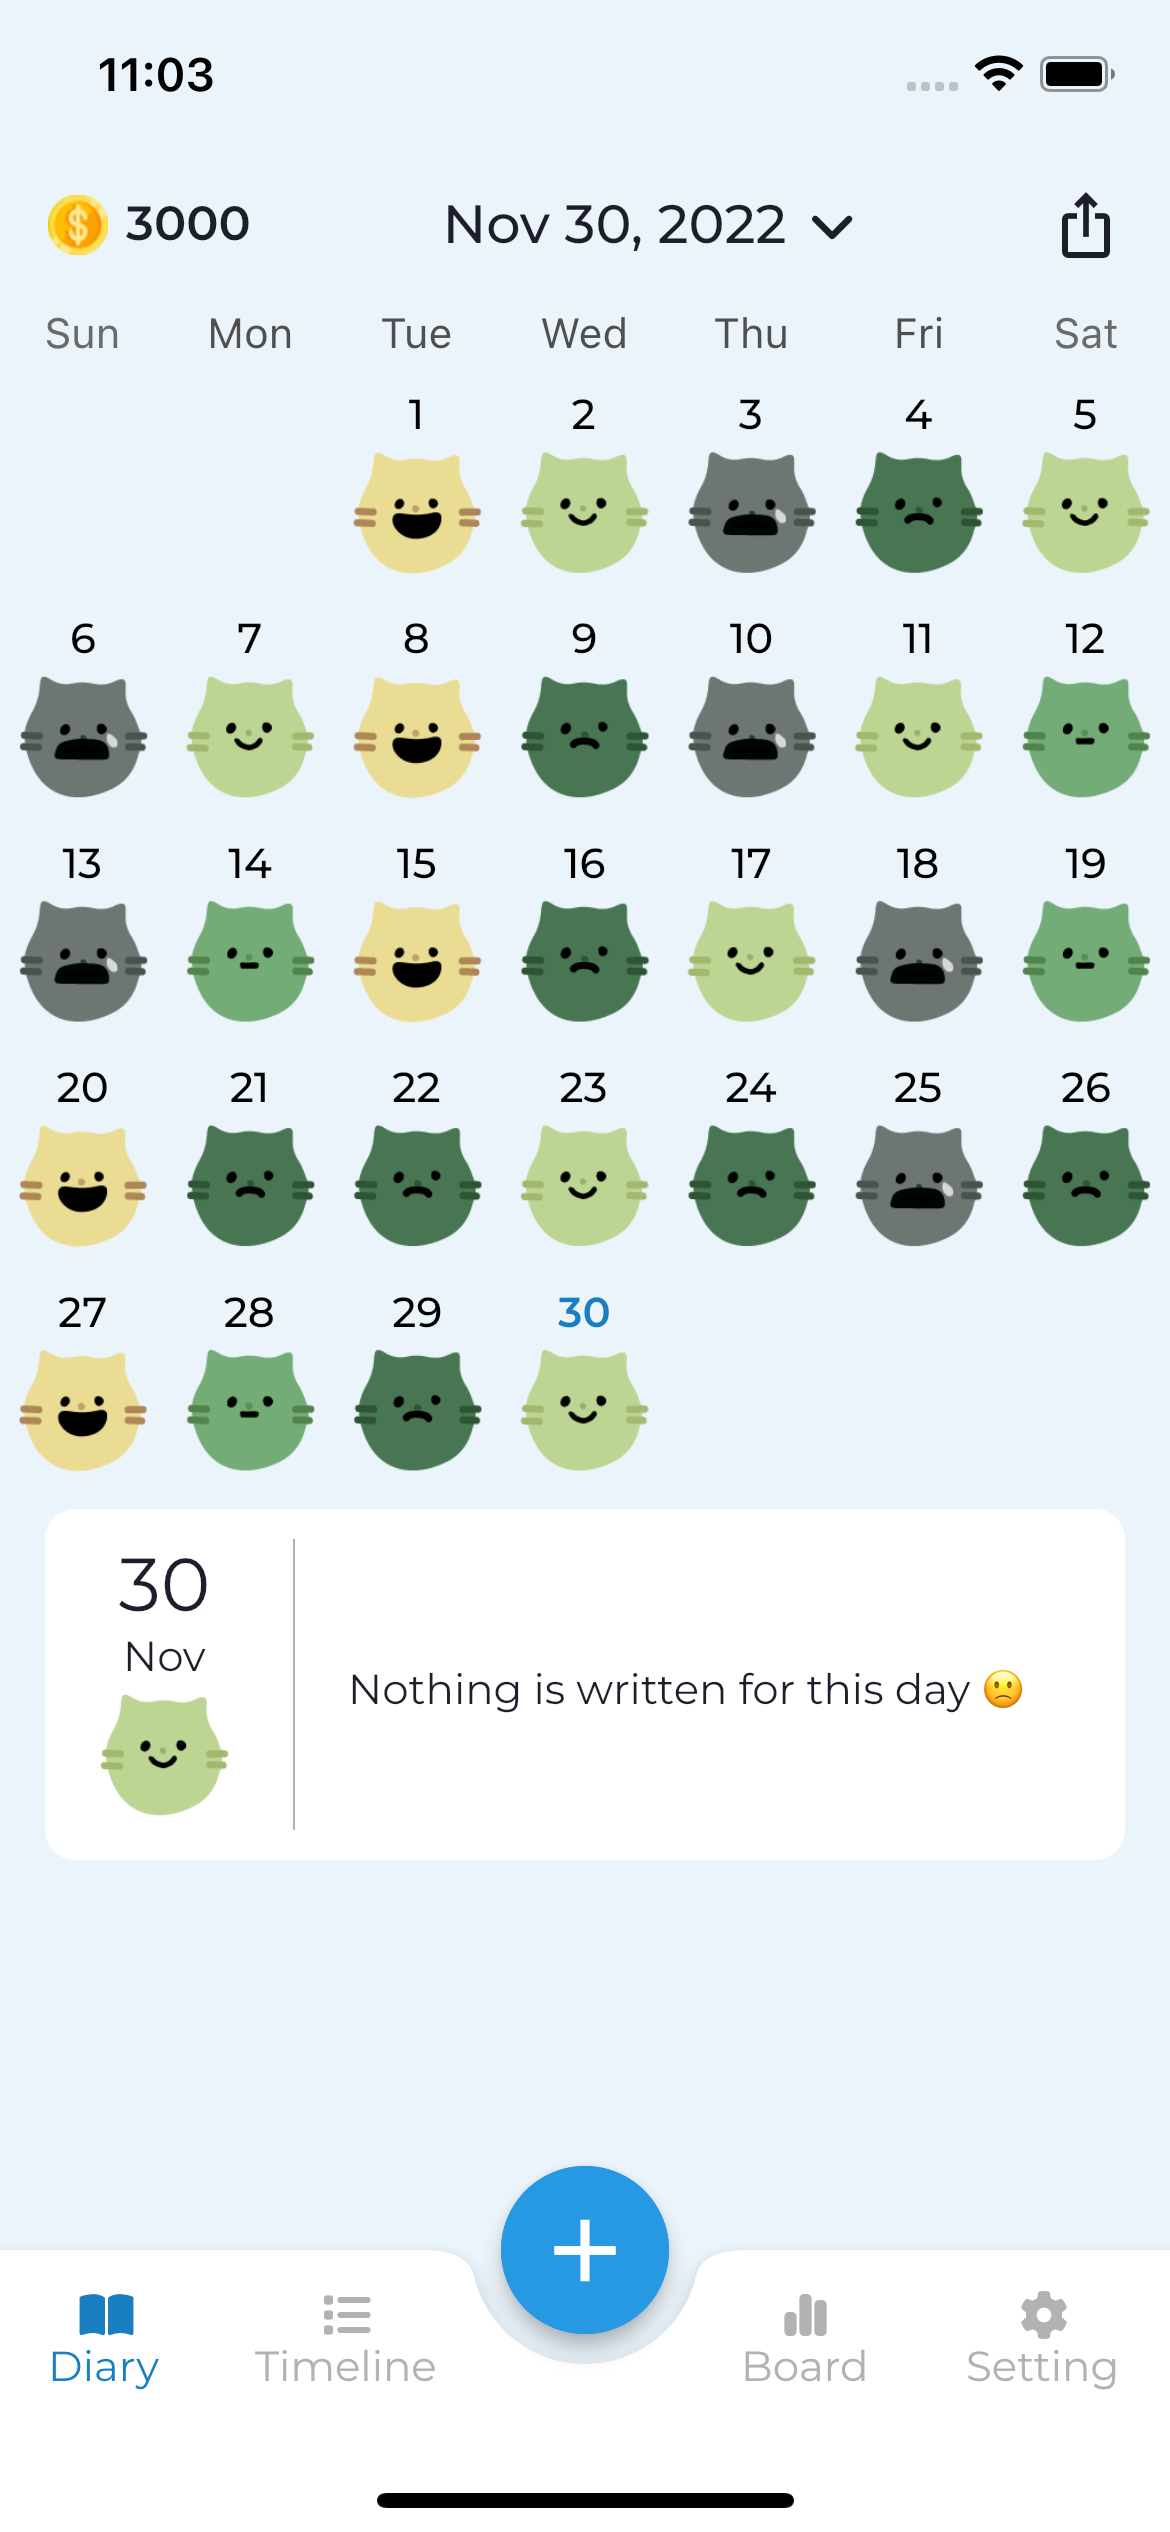 11:03
3000
Nov 30, 2022
Sun Mon Tue Wed Thu Fri Sat
1 2 3 4 5
6 7 8 9 10 11 12
13 14 15 16 17 18 19
20 21 22 23 24 25 26
27 28 29 30
30
Nov
Nothing is written for this day 🙁
Diary Timeline Board Setting